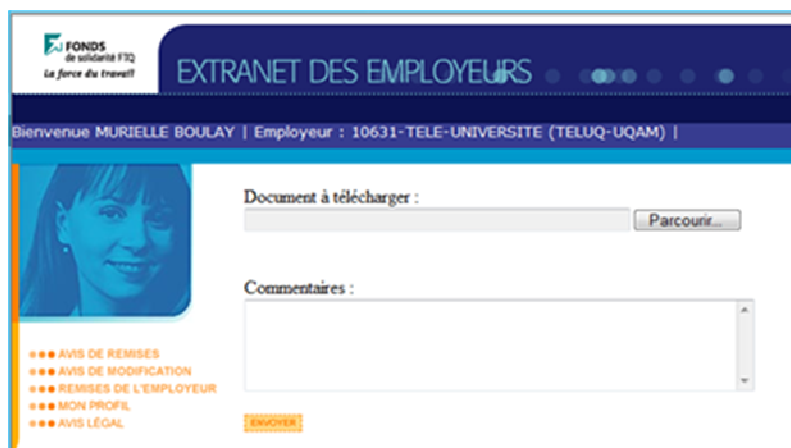 FONDS
de solidarité FTQ
La force du travail
EXTRANET DES EMPLOYEURS
Bienvenue MURIELLE BOULAY | Employeur : 10631-TELE-UNIVERSITE (TELUQ-UQAM) |
Document à télécharger :
Parcourir...
Commentaires :
AVIS DE REMISES
AVIS DE MODIFICATION
REMISES DE L'EMPLOYEUR
MON PROFIL
AVIS LÉGAL
ENVOYER